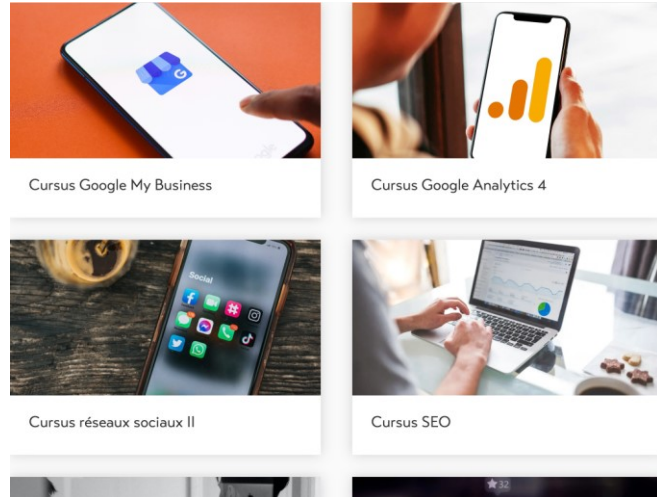 Cursus Google My Business
Cursus Google Analytics 4
Social
Cursus réseaux sociaux II
Cursus SEO
32